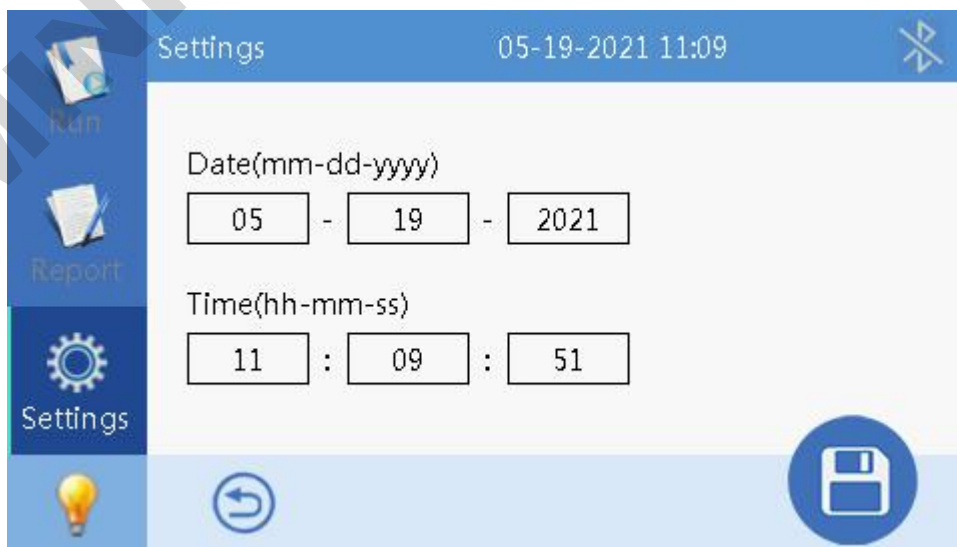 Settings 05-19-2021 11:09
Run
Report
Settings
Date(mm-dd-yyyy)
05 - 19 - 2021
Time(hh-mm-ss)
11 : 09 : 51